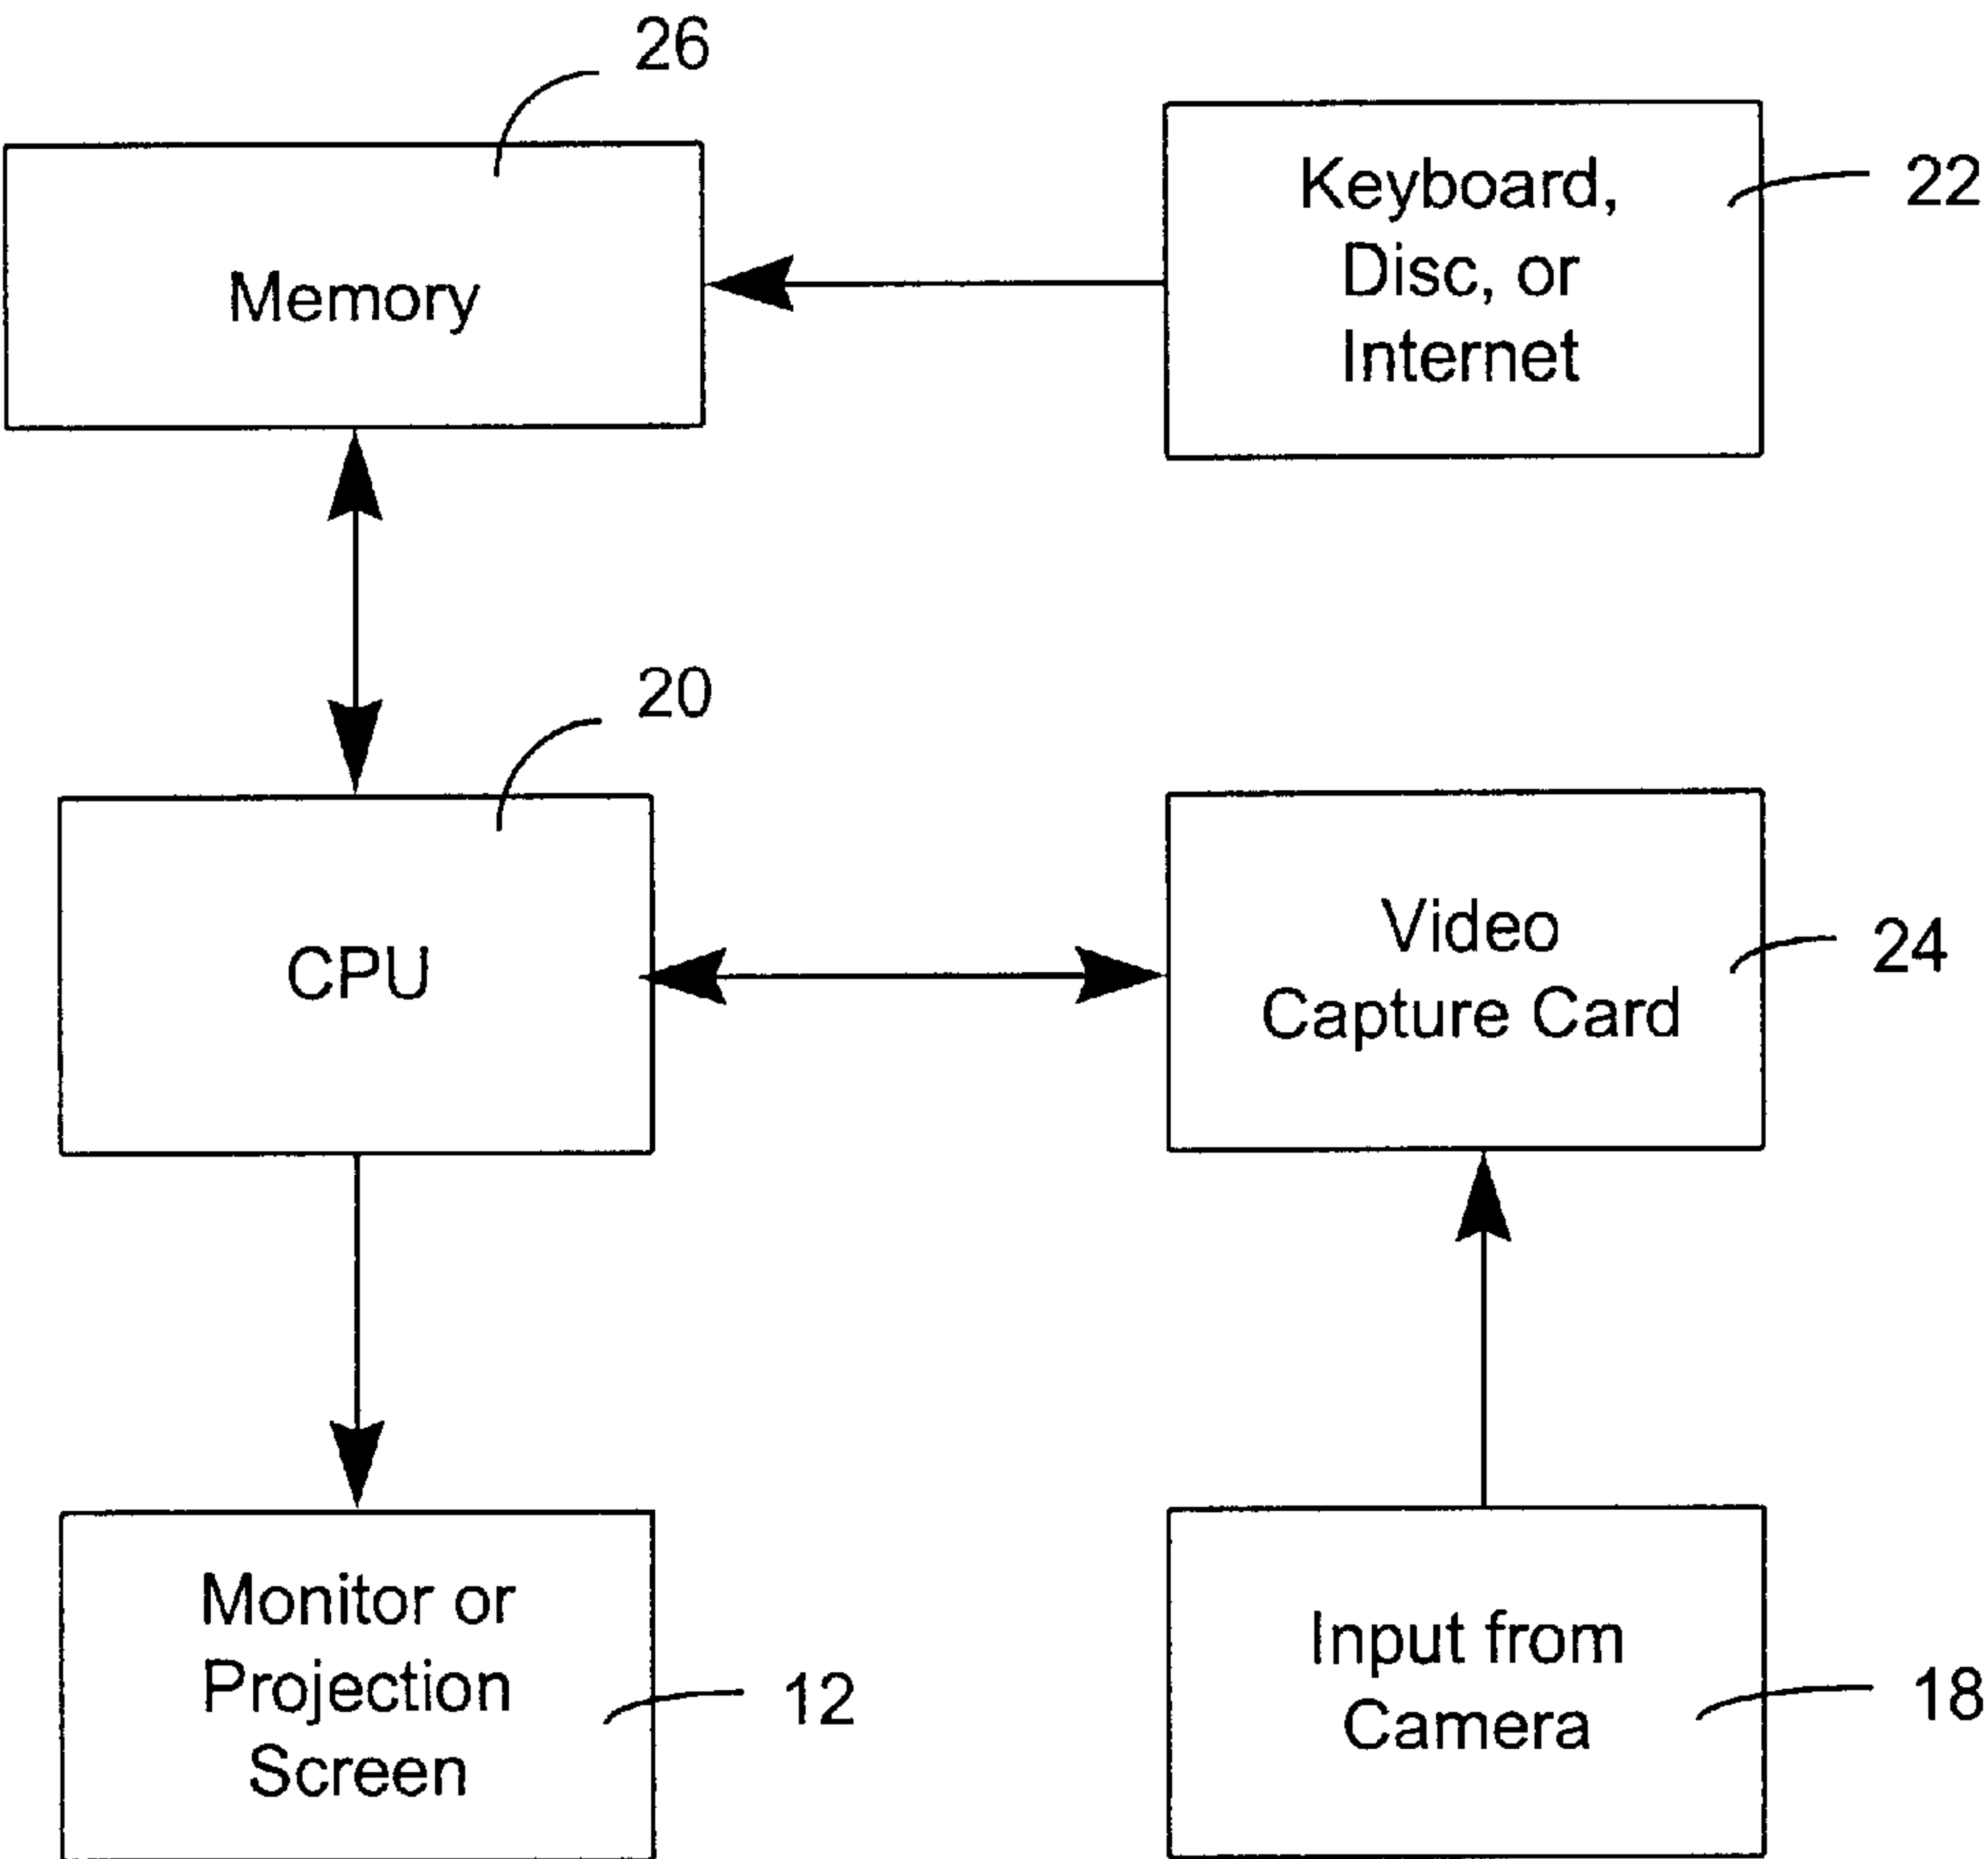 26
Memory
Keyboard,
Disc, or
Internet
22
20
CPU
Video
Capture Card
24
Monitor or
Projection
Screen
12
Input from
Camera
18